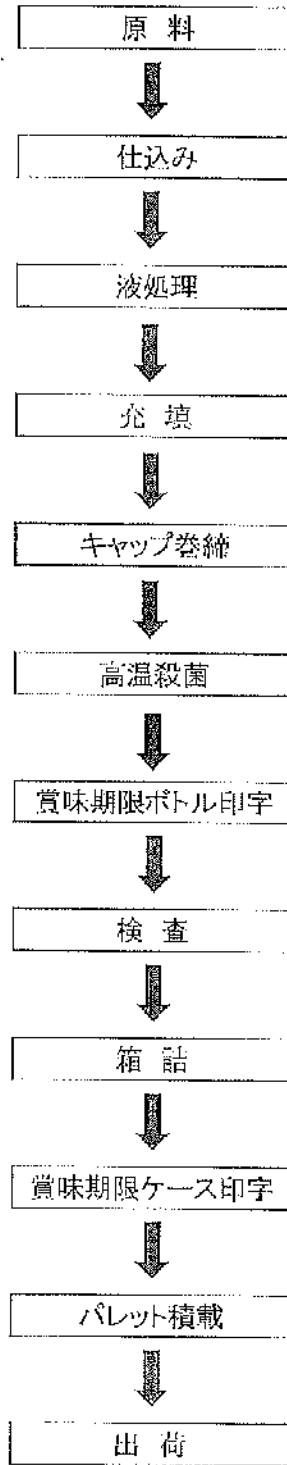 原 料
仕込み
液処理
充 填
キャップ巻締
高温殺菌
賞味期限ボトル印字
検 査
箱 詰
賞味期限ケース印字
パレット積載
出 荷